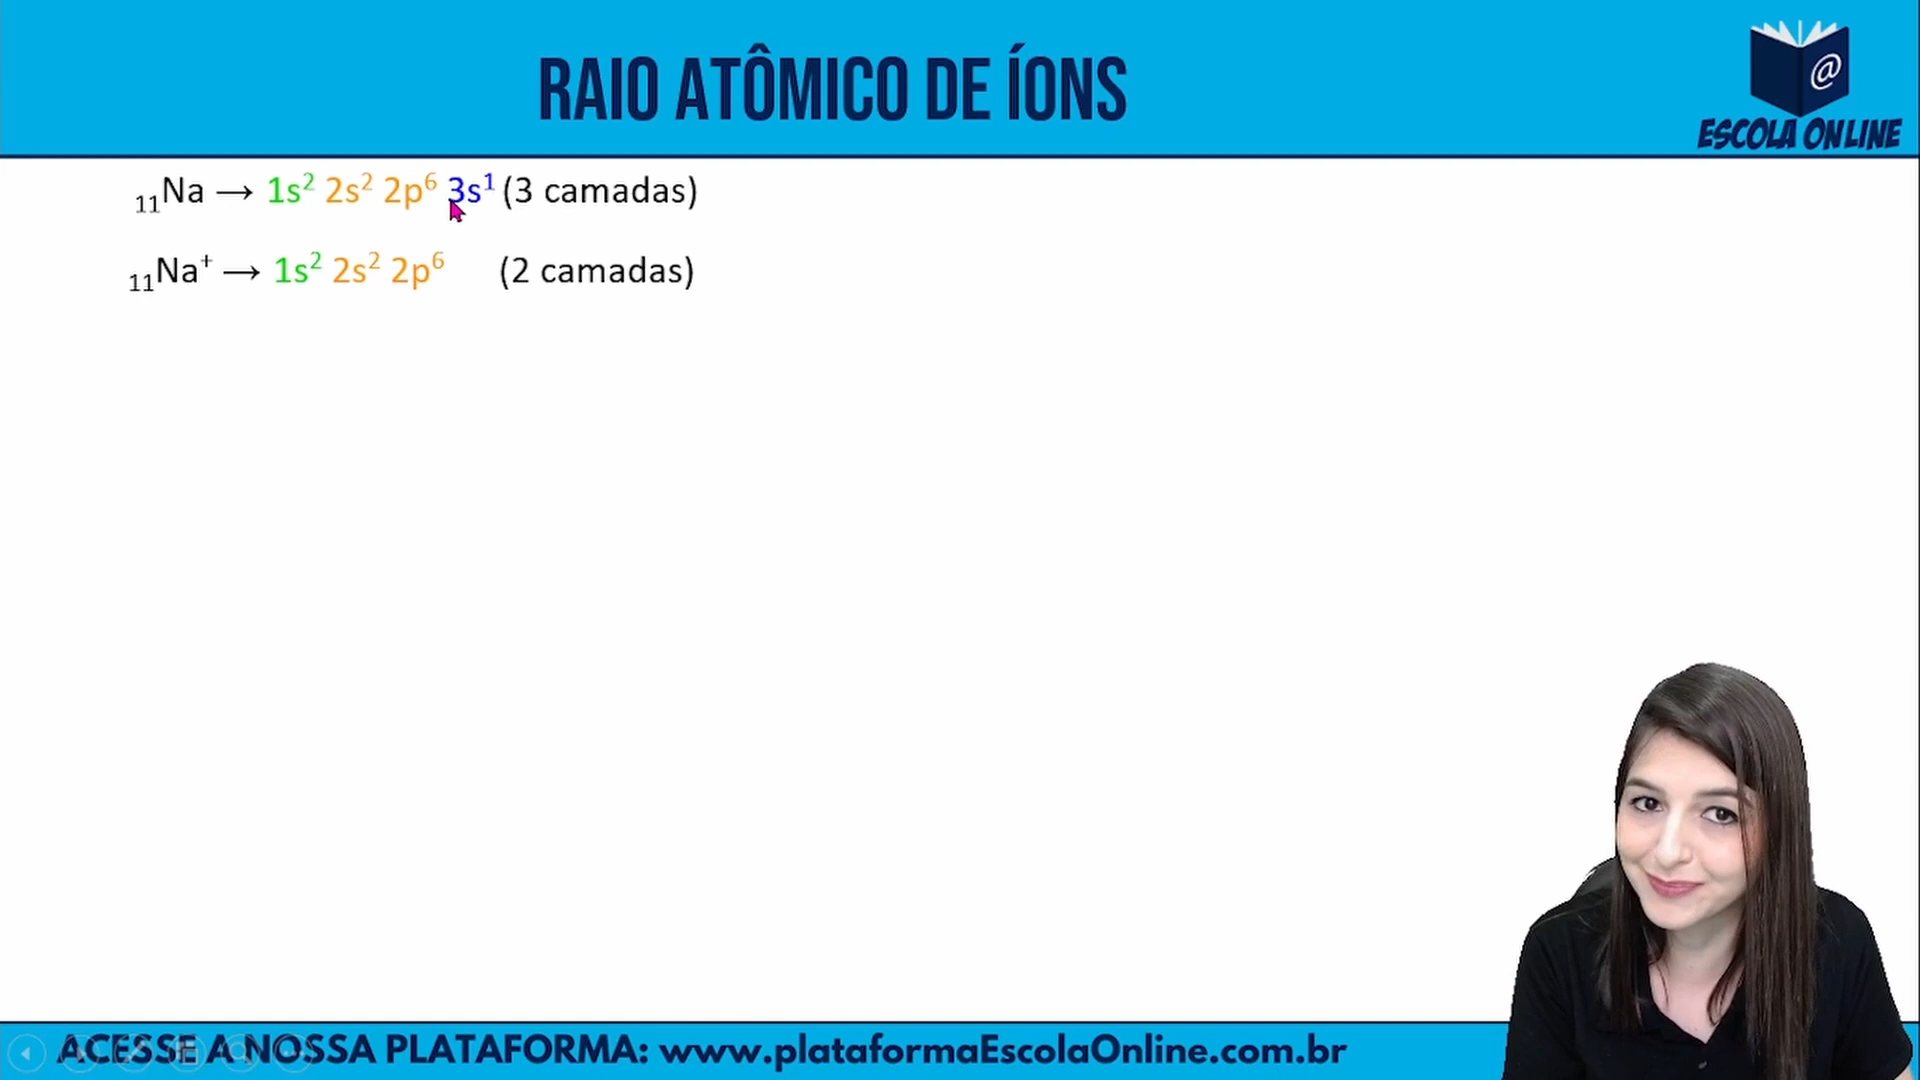 RAIO ATÔMICO DE ÍONS
@
ESCOLA ONLINE
₁₁Na → 1s² 2s² 2p⁶ 3s¹ (3 camadas)
₁₁Na⁺ → 1s² 2s² 2p⁶ (2 camadas)
ACESSE A NOSSA PLATAFORMA: www.plataformaEscolaOnline.com.br